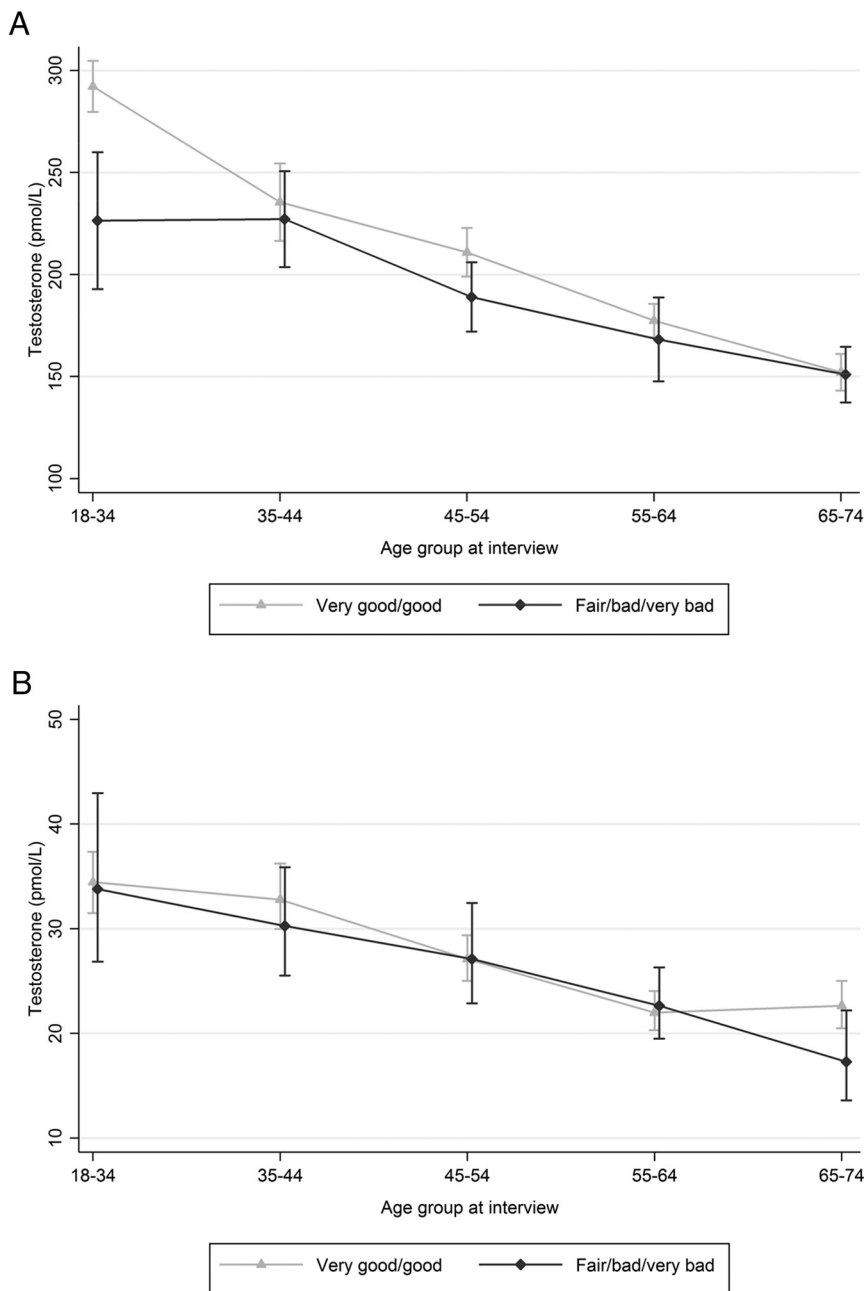 A
Testosterone (pmol/L)
300
250
200
150
100
18-34 35-44 45-54 55-64 65-74
Age group at interview
Very good/good Fair/bad/very bad
B
Testosterone (pmol/L)
50
40
30
20
10
18-34 35-44 45-54 55-64 65-74
Age group at interview
Very good/good Fair/bad/very bad